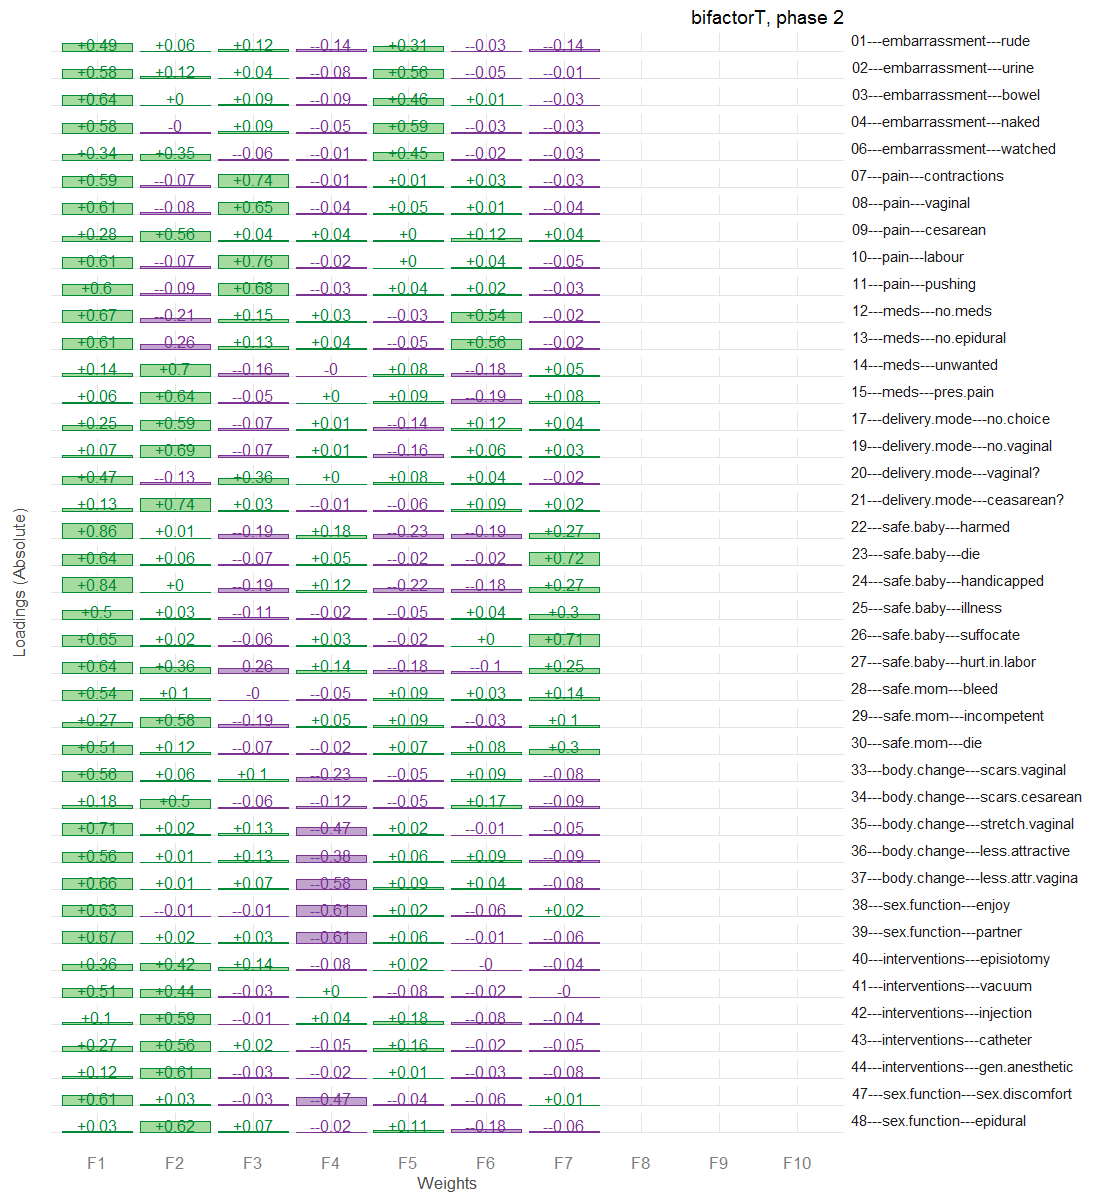 bifactorT, phase 2
+0.49 +0.06 +0.12 --0.14 +0.31 --0.03 --0.14 01---embarrassment---rude
+0.58 +0.12 +0.04 --0.08 +0.56 --0.05 --0.01 02---embarrassment---urine
+0.64 +0 +0.09 --0.09 +0.46 +0.01 --0.03 03---embarrassment---bowel
+0.58 -0 +0.09 --0.05 +0.59 --0.03 --0.03 04---embarrassment---naked
+0.34 +0.35 --0.06 --0.01 +0.45 --0.02 --0.03 06---embarrassment---watched
+0.59 --0.07 +0.74 --0.01 +0.01 +0.03 --0.03 07---pain---contractions
+0.61 --0.08 +0.65 --0.04 +0.05 +0.01 --0.04 08---pain---vaginal
+0.28 +0.56 +0.04 +0.04 +0 +0.12 +0.04 09---pain---cesarean
+0.61 --0.07 +0.76 --0.02 +0 +0.04 --0.05 10---pain---labour
+0.6 --0.09 +0.68 --0.03 +0.04 +0.02 --0.03 11---pain---pushing
+0.67 --0.21 +0.15 +0.03 --0.03 +0.54 --0.02 12---meds---no.meds
+0.61 --0.26 +0.13 +0.04 --0.05 +0.56 --0.02 13---meds---no.epidural
+0.14 +0.7 --0.16 -0 +0.08 --0.18 +0.05 14---meds---unwanted
+0.06 +0.64 --0.05 +0 +0.09 --0.19 +0.08 15---meds---pres.pain
+0.25 +0.59 --0.07 +0.01 --0.14 +0.12 +0.04 17---delivery.mode---no.choice
+0.07 +0.69 --0.07 +0.01 --0.16 +0.06 +0.03 19---delivery.mode---no.vaginal
+0.47 --0.13 +0.36 +0 +0.08 +0.04 --0.02 20---delivery.mode---vaginal?
+0.13 +0.74 +0.03 --0.01 --0.06 +0.09 +0.02 21---delivery.mode---ceasarean?
+0.86 +0.01 --0.19 +0.18 --0.23 --0.19 +0.27 22---safe.baby---harmed
+0.64 +0.06 --0.07 +0.05 --0.02 --0.02 +0.72 23---safe.baby---die
+0.84 +0 --0.19 +0.12 --0.22 --0.18 +0.27 24---safe.baby---handicapped
+0.5 +0.03 --0.11 --0.02 --0.05 +0.04 +0.3 25---safe.baby---illness
+0.65 +0.02 --0.06 +0.03 --0.02 +0 +0.71 26---safe.baby---suffocate
+0.64 +0.36 --0.26 +0.14 --0.18 --0.1 +0.25 27---safe.baby---hurt.in.labor
+0.54 +0.1 -0 --0.05 +0.09 +0.03 +0.14 28---safe.mom---bleed
+0.27 +0.58 --0.19 +0.05 +0.09 --0.03 +0.1 29---safe.mom---incompetent
+0.51 +0.12 --0.07 --0.02 +0.07 +0.08 +0.3 30---safe.mom---die
+0.56 +0.06 +0.1 --0.23 --0.05 +0.09 --0.08 33---body.change---scars.vaginal
+0.18 +0.5 --0.06 --0.12 --0.05 +0.17 --0.09 34---body.change---scars.cesarean
+0.71 +0.02 +0.13 --0.47 +0.02 --0.01 --0.05 35---body.change---stretch.vaginal
+0.56 +0.01 +0.13 --0.38 +0.06 +0.09 --0.09 36---body.change---less.attractive
+0.66 +0.01 +0.07 --0.58 +0.09 +0.04 --0.08 37---body.change---less.attr.vagina
+0.63 --0.01 --0.01 --0.61 +0.02 --0.06 +0.02 38---sex.function---enjoy
+0.67 +0.02 +0.03 --0.61 +0.06 --0.01 --0.06 39---sex.function---partner
+0.36 +0.42 +0.14 --0.08 +0.02 -0 --0.04 40---interventions---episiotomy
+0.51 +0.44 --0.03 +0 --0.08 --0.02 -0 41---interventions---vacuum
+0.1 +0.59 --0.01 +0.04 +0.18 --0.08 --0.04 42---interventions---injection
+0.27 +0.56 +0.02 --0.05 +0.16 --0.02 --0.05 43---interventions---catheter
+0.12 +0.61 --0.03 --0.02 +0.01 --0.03 --0.08 44---interventions---gen.anesthetic
+0.61 +0.03 --0.03 --0.47 --0.04 --0.06 +0.01 47---sex.function---sex.discomfort
+0.03 +0.62 +0.07 --0.02 +0.11 --0.18 --0.06 48---sex.function---epidural
F1 F2 F3 F4 F5 F6 F7 F8 F9 F10
Weights
Loadings (Absolute)